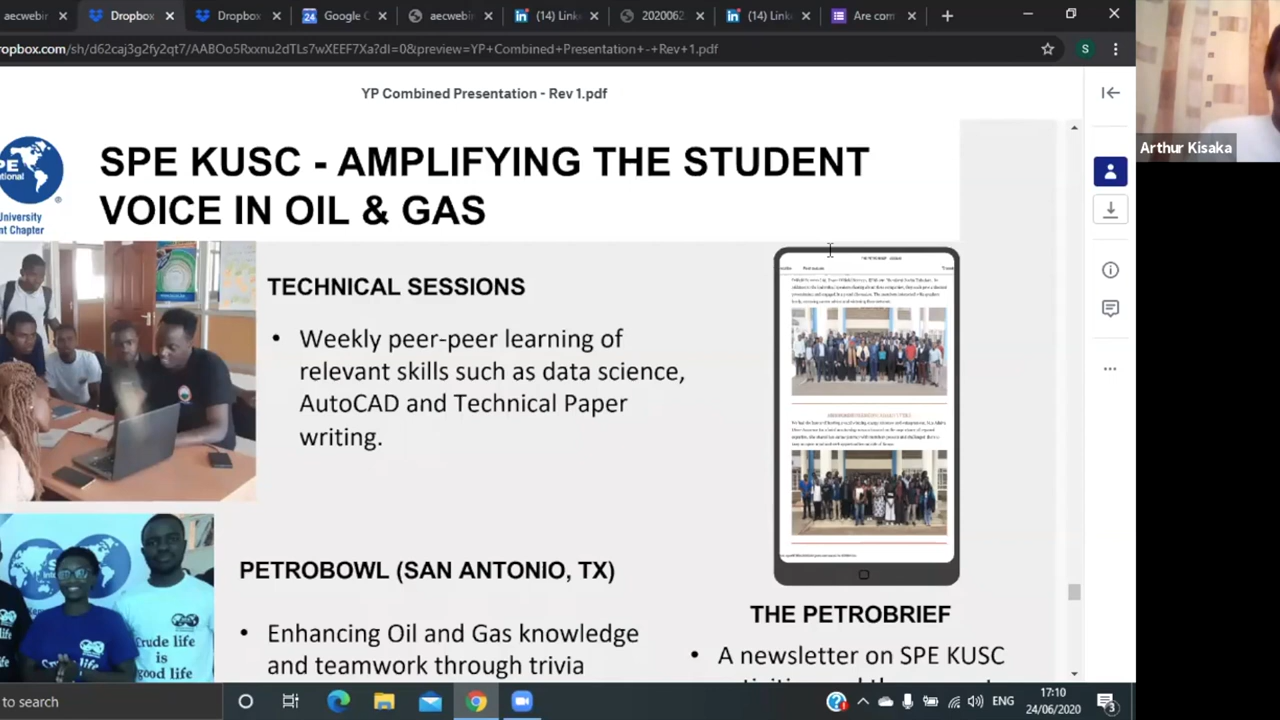 aecwebir
Dropbox
Dropbox
Google C
aecwebir
(14) Link
2020062
(14) Link
Are com
ropbox.com/sh/d62caj3g2fy2qt7/AABOo5Rxxnu2dTLs7wXEEF7Xa?dl=0&preview=YP+Combined+Presentation+-+Rev+1.pdf
S
YP Combined Presentation - Rev 1.pdf
Arthur Kisaka
SPE KUSC - AMPLIFYING THE STUDENT
VOICE IN OIL & GAS
University
nt Chapter
TECHNICAL SESSIONS
• Weekly peer-peer learning of
relevant skills such as data science,
AutoCAD and Technical Paper
writing.
PETROBOWL (SAN ANTONIO, TX)
• Enhancing Oil and Gas knowledge
and teamwork through trivia
crude life
is
good life
THE PETROBRIEF
• A newsletter on SPE KUSC
to search
ENG
17:10
24/06/2020
3